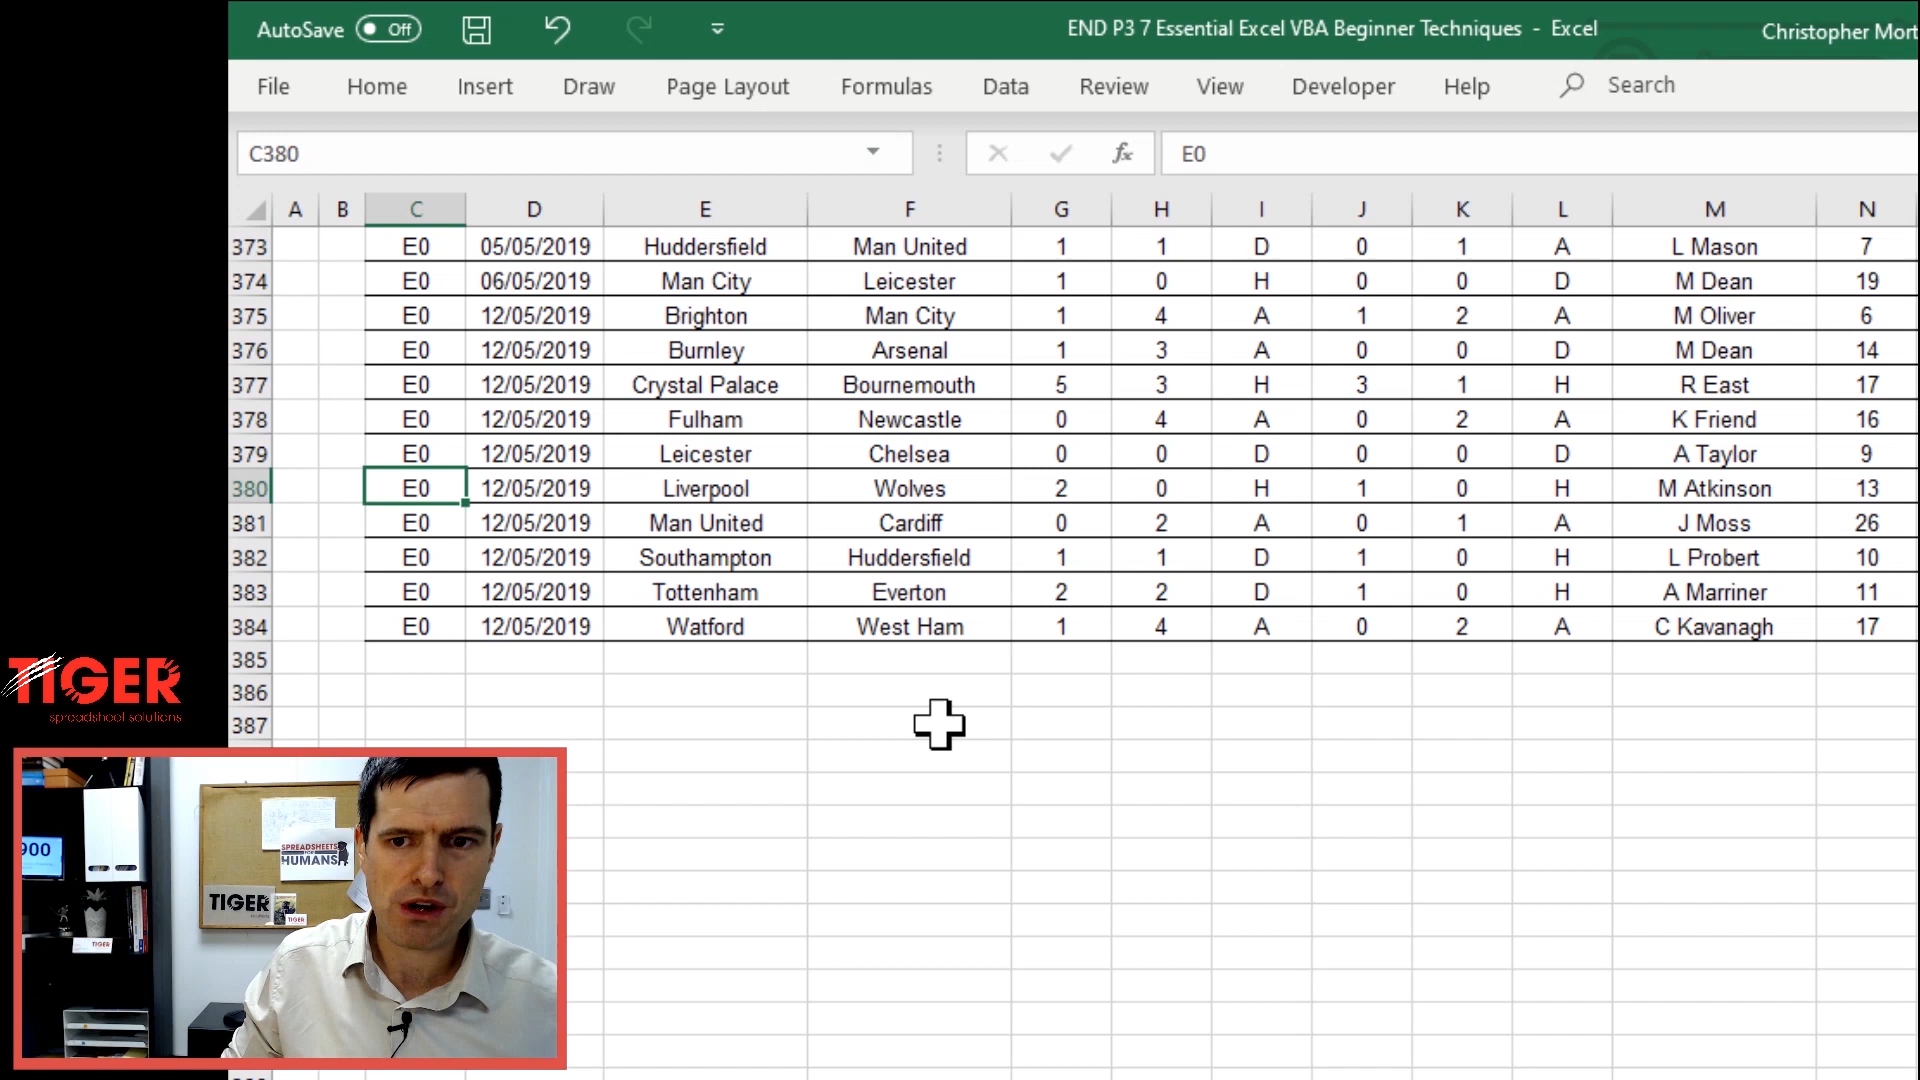 AutoSave Off END P3 7 Essential Excel VBA Beginner Techniques - Excel Christopher Mort
File Home Insert Draw Page Layout Formulas Data Review View Developer Help Search
C380 fx E0
A B C D E F G H I J K L M N
373 E0 05/05/2019 Huddersfield Man United 1 1 D 0 1 A L Mason 7
374 E0 06/05/2019 Man City Leicester 1 0 H 0 0 D M Dean 19
375 E0 12/05/2019 Brighton Man City 1 4 A 1 2 A M Oliver 6
376 E0 12/05/2019 Burnley Arsenal 1 3 A 0 0 D M Dean 14
377 E0 12/05/2019 Crystal Palace Bournemouth 5 3 H 3 1 H R East 17
378 E0 12/05/2019 Fulham Newcastle 0 4 A 0 2 A K Friend 16
379 E0 12/05/2019 Leicester Chelsea 0 0 D 0 0 D A Taylor 9
380 E0 12/05/2019 Liverpool Wolves 2 0 H 1 0 H M Atkinson 13
381 E0 12/05/2019 Man United Cardiff 0 2 A 0 1 A J Moss 26
382 E0 12/05/2019 Southampton Huddersfield 1 1 D 1 0 H L Probert 10
383 E0 12/05/2019 Tottenham Everton 2 2 D 1 0 H A Marriner 11
384 E0 12/05/2019 Watford West Ham 1 4 A 0 2 A C Kavanagh 17
385
386
387
TIGER
spreadsheet solutions
900
SPREADSHEETS
HUMANS
TIGER
TIGER
TIGER